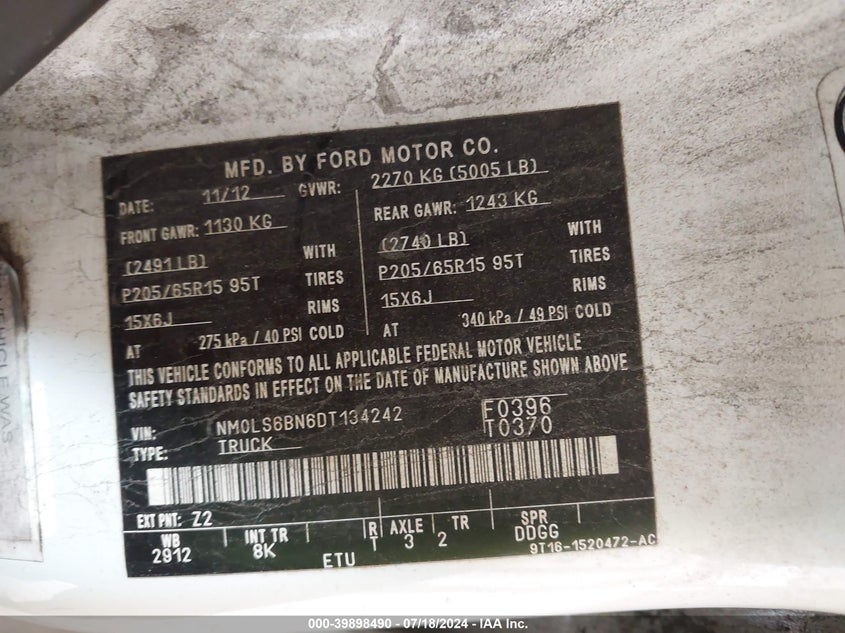 MFD. BY FORD MOTOR CO.
DATE: 11/12 GVWR: 2270 KG (5005 LB)
FRONT GAWR: 1130 KG REAR GAWR: 1243 KG
(2491 LB) WITH (2740 LB) WITH
P205/65R15 95T TIRES P205/65R15 95T TIRES
15X6J RIMS 15X6J RIMS
AT 275 kPa / 40 PSI COLD AT 340 kPa / 49 PSI COLD
THIS VEHICLE CONFORMS TO ALL APPLICABLE FEDERAL MOTOR VEHICLE
SAFETY STANDARDS IN EFFECT ON THE DATE OF MANUFACTURE SHOWN ABOVE
VIN: NM0LS6BN6DT134242 F0396
TYPE: TRUCK T0370
EXT PNT: Z2
WB INT TR R AXLE TR SPR
2912 8K T 3 2 DDGG
ETU 9T16-1520472-AC
VEHICLE WAS
000-39898490 - 07/18/2024 - IAA Inc.